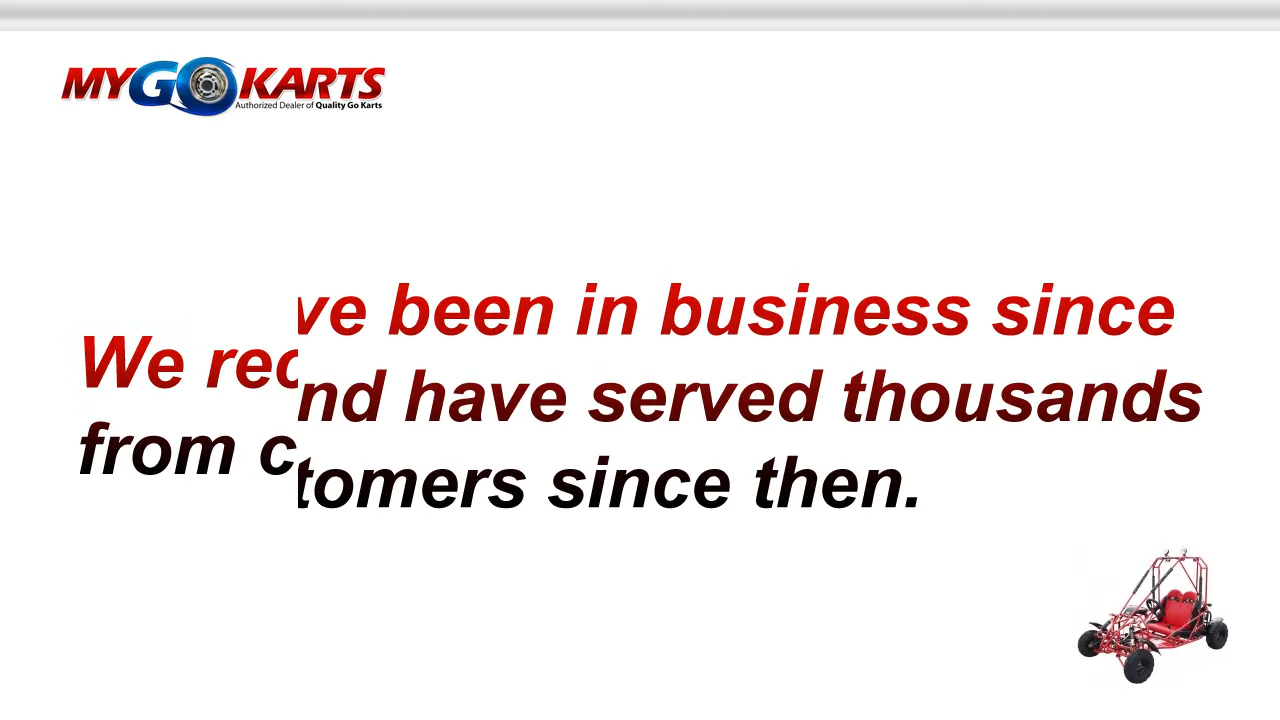 MYGOKARTS
Authorized Dealer of Quality Go Karts
ve been in business since
We rec
nd have served thousands
from c
tomers since then.